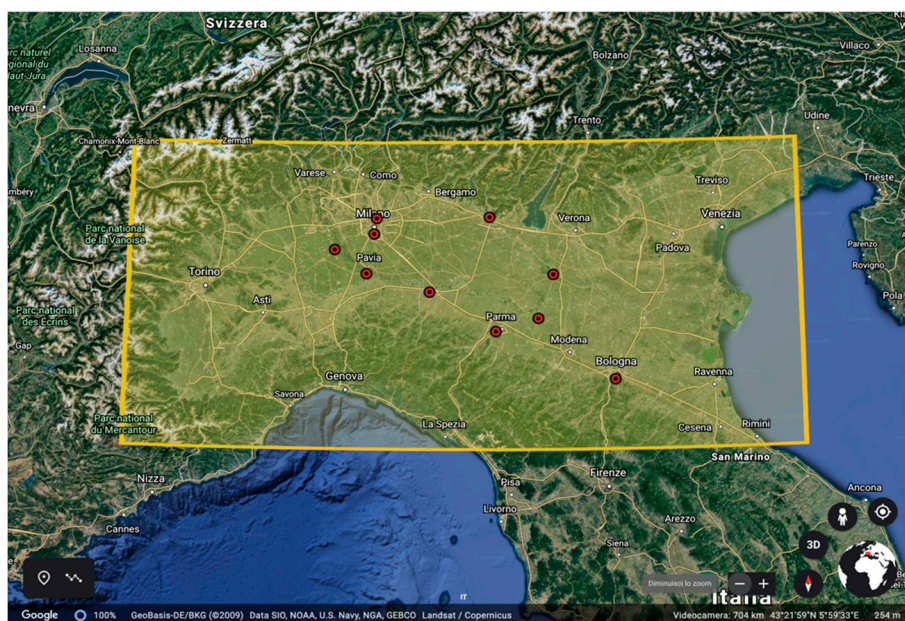 Svizzera
Losanna
Villaco
Parc naturel
régional du
Haut-Jura
Bolzano
nevra
Trento
Udine
Chamonix-Mont-Blanc
Zermatt
Varese
Como
Bergamo
Treviso
Trieste
mbéry
Milano
Verona
Venezia
Parc national
de la Vanoise
Padova
Parenzo
Rovigno
Pavia
Torino
Pola
Asti
Parc national
des Écrins
Parma
Modena
Gap
Bologna
Genova
Ravenna
Savona
Parc national
du Mercantour
La Spezia
Cesena
Rimini
San Marino
Nizza
Pisa
Firenze
Ancona
Livorno
Cannes
Arezzo
Siena
3D
Diminuisci lo zoom
Italia
IT
Google
100%
GeoBasis-DE/BKG (©2009)
Data SIO, NOAA, U.S. Navy, NGA, GEBCO
Landsat / Copernicus
Videocamera: 704 km
43°21'59"N 5°59'33"E
254 m